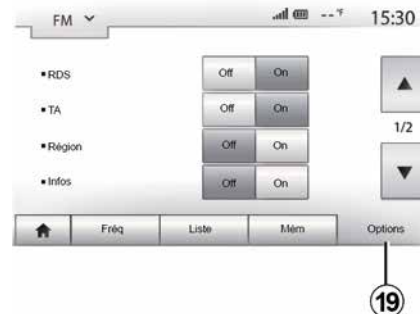 FM -- °F 15:30
▪ RDS Off On
▪ TA Off On
1/2
▪ Région Off On
▪ Infos Off On
Fréq Liste Mém Options
19